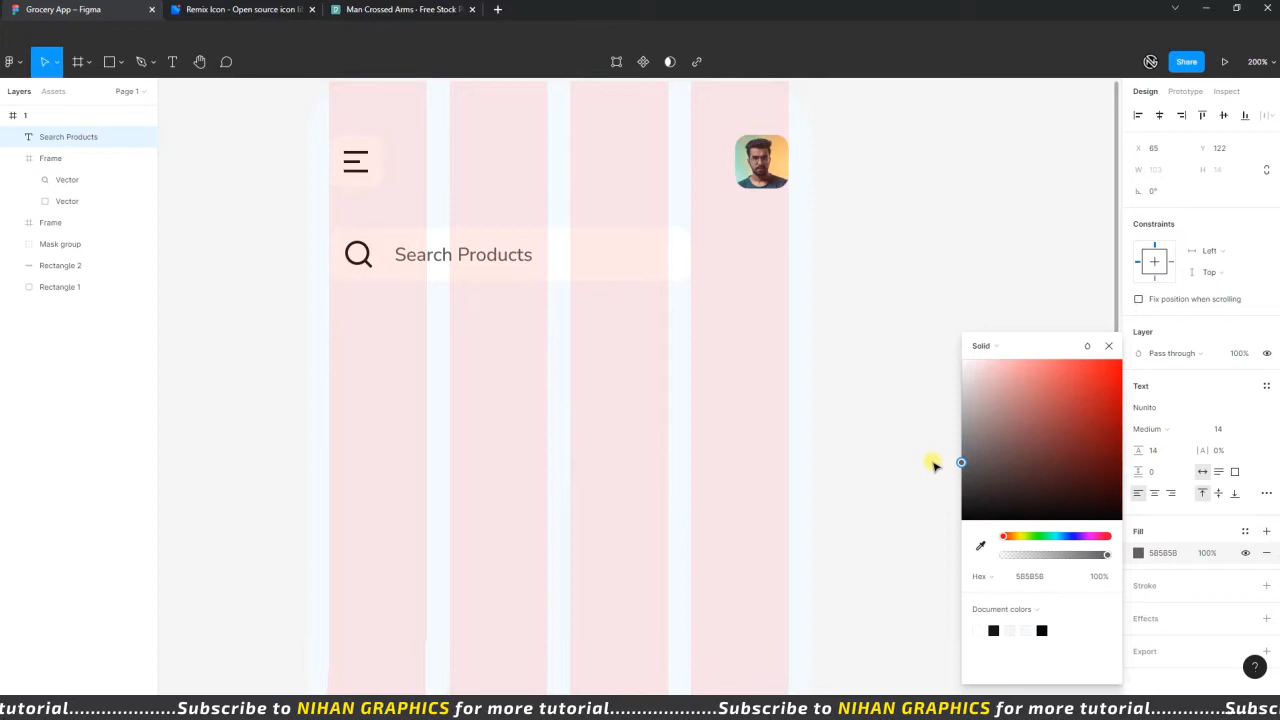 Grocery App – Figma
Remix Icon - Open source icon li
Man Crossed Arms · Free Stock P
Share
200%
Layers
Assets
Page 1
Design
Prototype
Inspect
1
Search Products
Frame
Vector
Vector
Frame
Mask group
Rectangle 2
Rectangle 1
Search Products
X 65
Y 122
W 103
H 14
0°
Constraints
Left
Top
Fix position when scrolling
Layer
Pass through
100%
Text
Nunito
Medium
14
14
|A| 0%
0
Fill
5B5B5B
100%
Stroke
Effects
Export
Solid
Hex
5B5B5B
100%
Document colors
?
tutorial..................Subscribe to NIHAN GRAPHICS for more tutorial..................Subscribe to NIHAN GRAPHICS for more tutorial..................Subsc